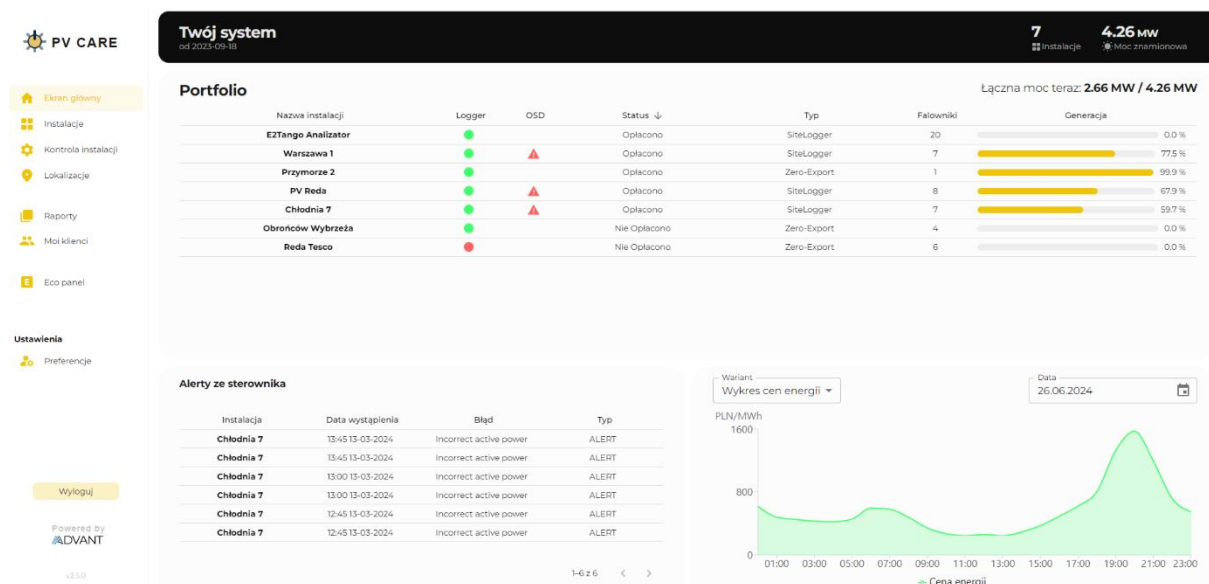 PV CARE
Ekran główny
Instalacje
Kontrola instalacji
Lokalizacje
Raporty
Moi klienci
E Eco panel
Ustawienia
Preferencje
Wyloguj
Powered by
ADVANT
v2.5.0
Twój system
od 2023-09-18
7 4.26 MW
Instalacje Moc znamionowa
Portfolio
Łączna moc teraz: 2.66 MW / 4.26 MW
Nazwa instalacji Logger OSD Status ↓ Typ Falowniki Generacja
E2Tango Analizator Opłacono SiteLogger 20 0.0 %
Warszawa 1 Opłacono SiteLogger 7 77.5 %
Przymorze 2 Opłacono Zero-Export 1 99.9 %
PV Reda Opłacono SiteLogger 8 67.9 %
Chłodnia 7 Opłacono SiteLogger 7 59.7 %
Obrońców Wybrzeża Nie Opłacono Zero-Export 4 0.0 %
Reda Tesco Nie Opłacono Zero-Export 6 0.0 %
Alerty ze sterownika
Instalacja Data wystąpienia Błąd Typ
Chłodnia 7 13:45 13-03-2024 Incorrect active power ALERT
Chłodnia 7 13:45 13-03-2024 Incorrect active power ALERT
Chłodnia 7 13:00 13-03-2024 Incorrect active power ALERT
Chłodnia 7 13:00 13-03-2024 Incorrect active power ALERT
Chłodnia 7 12:45 13-03-2024 Incorrect active power ALERT
Chłodnia 7 12:45 13-03-2024 Incorrect active power ALERT
1–6 z 6
Wariant
Wykres cen energii
Data
26.06.2024
PLN/MWh
1600
800
0
01:00 03:00 05:00 07:00 09:00 11:00 13:00 15:00 17:00 19:00 21:00 23:00
Cena energii